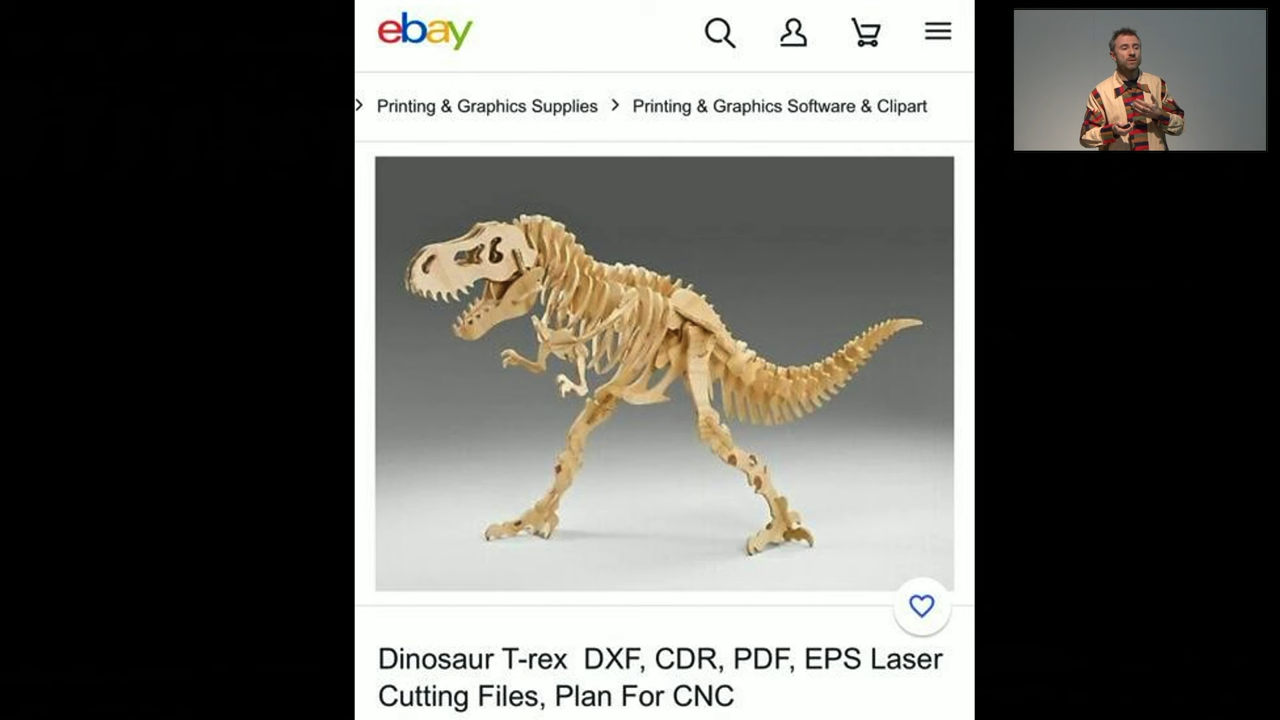 ebay
Printing & Graphics Supplies > Printing & Graphics Software & Clipart
Dinosaur T-rex DXF, CDR, PDF, EPS Laser
Cutting Files, Plan For CNC